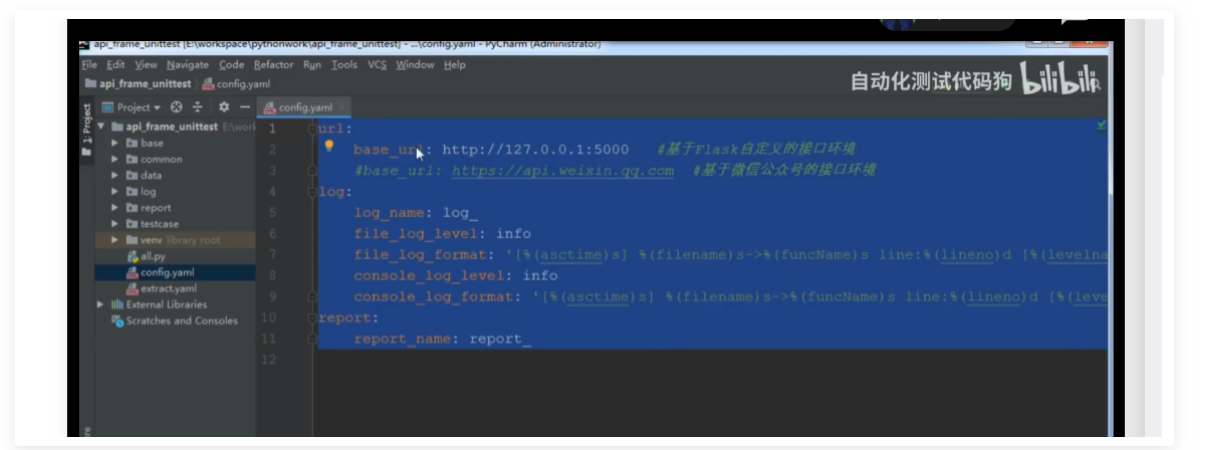 api_frame_unittest [E:\workspace\pythonwork\api_frame_unittest] - ...\config.yaml - PyCharm (Administrator)
File Edit View Navigate Code Refactor Run Tools VCS Window Help
api_frame_unittest config.yaml
自动化测试代码狗 bilibili
1: Project
Project
config.yaml
api_frame_unittest E:\work
base
common
data
log
report
testcase
venv library root
all.py
config.yaml
extract.yaml
External Libraries
Scratches and Consoles
1 url:
2 base_url: http://127.0.0.1:5000 #基于Flask自定义的接口环境
3 #base_url: https://api.weixin.qq.com #基于微信公众号的接口环境
4 log:
5 log_name: log_
6 file_log_level: info
7 file_log_format: '[%(asctime)s] %(filename)s->%(funcName)s line:%(lineno)d [%(levelna
8 console_log_level: info
9 console_log_format: '[%(asctime)s] %(filename)s->%(funcName)s line:%(lineno)d [%(leve
10 report:
11 report_name: report_
12